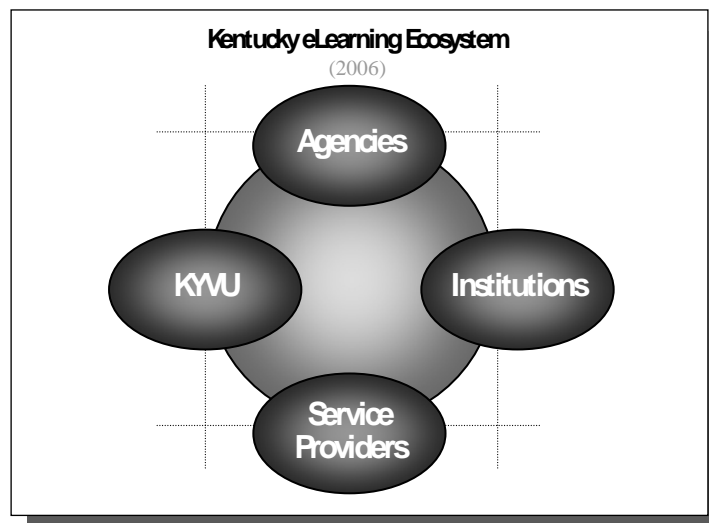 Kentucky eLearning Ecosystem
(2006)
Agencies
KYVU
Institutions
Service
Providers